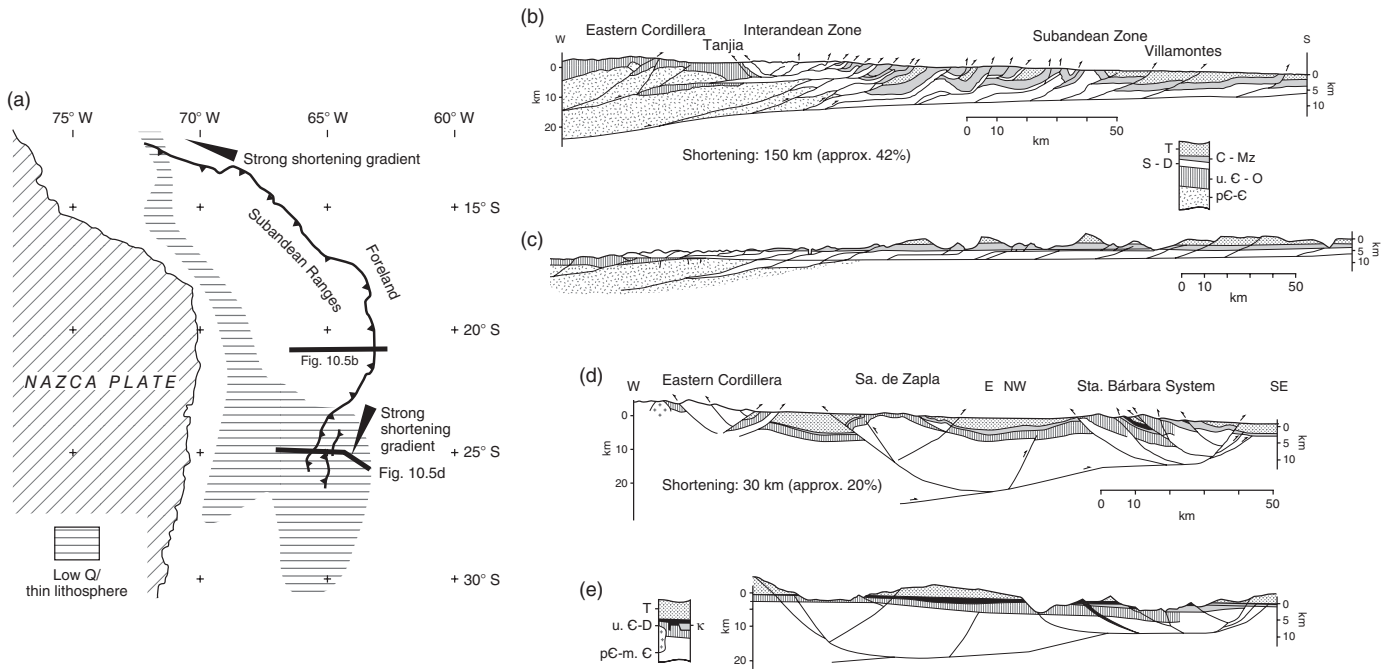 (a)
75° W 70° W 65° W 60° W
Strong shortening gradient
15° S
Subandean Ranges
Foreland
20° S
Fig. 10.5b
NAZCA PLATE
Strong
shortening
gradient
25° S
Fig. 10.5d
Low Q/
thin lithosphere
30° S
(b)
Eastern Cordillera Interandean Zone Subandean Zone
W Tanjia Villamontes S
0
10
20
km
0
5
10
km
0 10 50
km
Shortening: 150 km (approx. 42%)
T
S - D
C - Mz
u. Є - O
pЄ-Є
(c)
0
5
10
km
0 10 50
km
(d)
W Eastern Cordillera Sa. de Zapla E NW Sta. Bárbara System SE
0
10
20
km
0
5
10
km
Shortening: 30 km (approx. 20%)
0 10 50
km
(e)
T
u. Є-D
κ
pЄ-m. Є
0
10
20
km
0
5
10
km